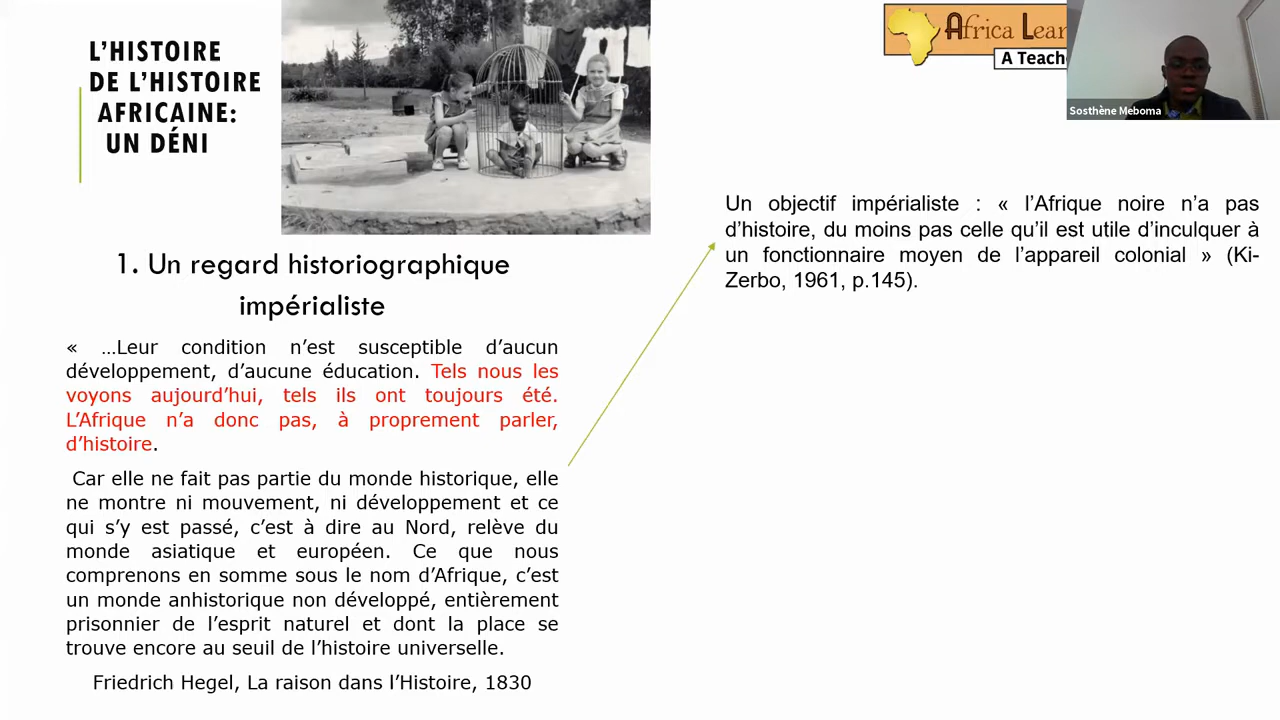 L’HISTOIRE
DE L’HISTOIRE
AFRICAINE:
UN DÉNI
Africa Lear
A Teach
Sosthène Meboma
Un objectif impérialiste : « l’Afrique noire n’a pas
d’histoire, du moins pas celle qu’il est utile d’inculquer à
un fonctionnaire moyen de l’appareil colonial » (Ki-
Zerbo, 1961, p.145).
1. Un regard historiographique
impérialiste
« …Leur condition n’est susceptible d’aucun
développement, d’aucune éducation. Tels nous les
voyons aujourd’hui, tels ils ont toujours été.
L’Afrique n’a donc pas, à proprement parler,
d’histoire.
Car elle ne fait pas partie du monde historique, elle
ne montre ni mouvement, ni développement et ce
qui s’y est passé, c’est à dire au Nord, relève du
monde asiatique et européen. Ce que nous
comprenons en somme sous le nom d’Afrique, c’est
un monde anhistorique non développé, entièrement
prisonnier de l’esprit naturel et dont la place se
trouve encore au seuil de l’histoire universelle.
Friedrich Hegel, La raison dans l’Histoire, 1830